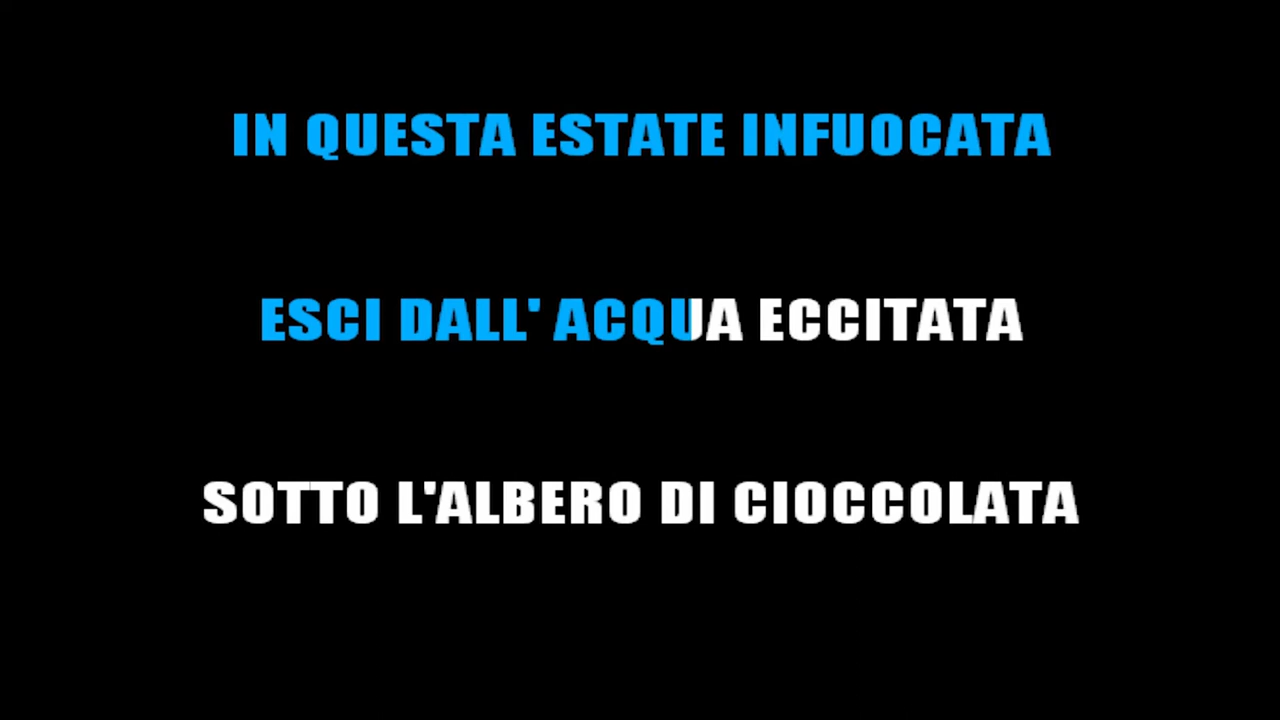 IN QUESTA ESTATE INFUOCATA
ESCI DALL' ACQUA ECCITATA
SOTTO L'ALBERO DI CIOCCOLATA